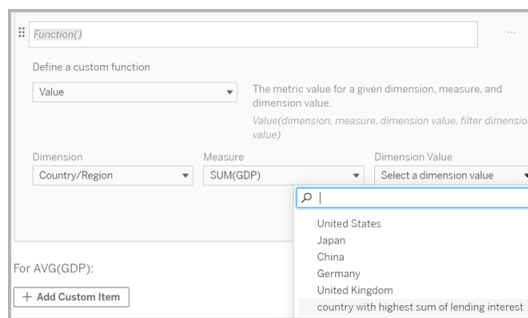 Function()
Define a custom function
Value
The metric value for a given dimension, measure, and
dimension value.
Value(dimension, measure, dimension value, filter dimension
value)
Dimension
Measure
Dimension Value
Country/Region
SUM(GDP)
Select a dimension value
United States
Japan
China
Germany
United Kingdom
country with highest sum of lending interest
For AVG(GDP):
+ Add Custom Item